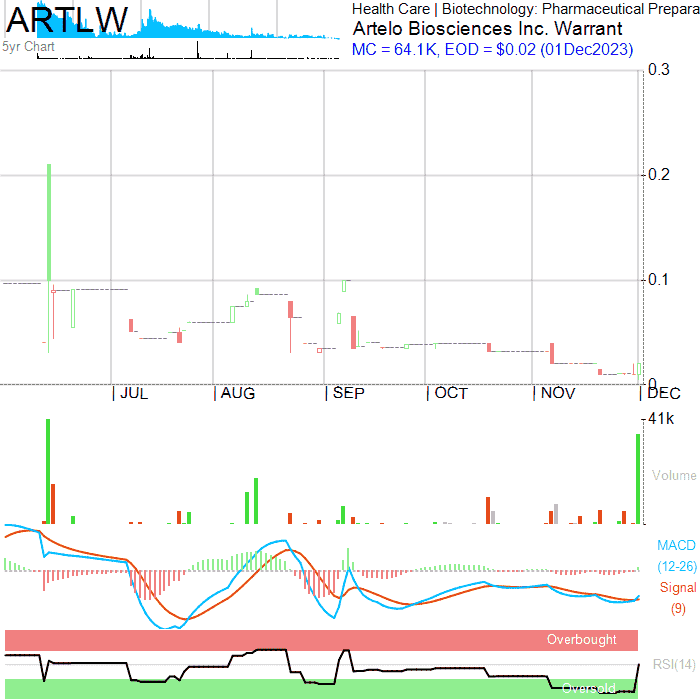 ARTLW
5yr Chart
Health Care | Biotechnology: Pharmaceutical Prepara
Artelo Biosciences Inc. Warrant
MC = 64.1K, EOD = $0.02 (01Dec2023)
0.3
0.2
0.1
0
JUL AUG SEP OCT NOV DEC
41k
Volume
MACD
(12-26)
Signal
(9)
Overbought
RSI(14)
Oversold